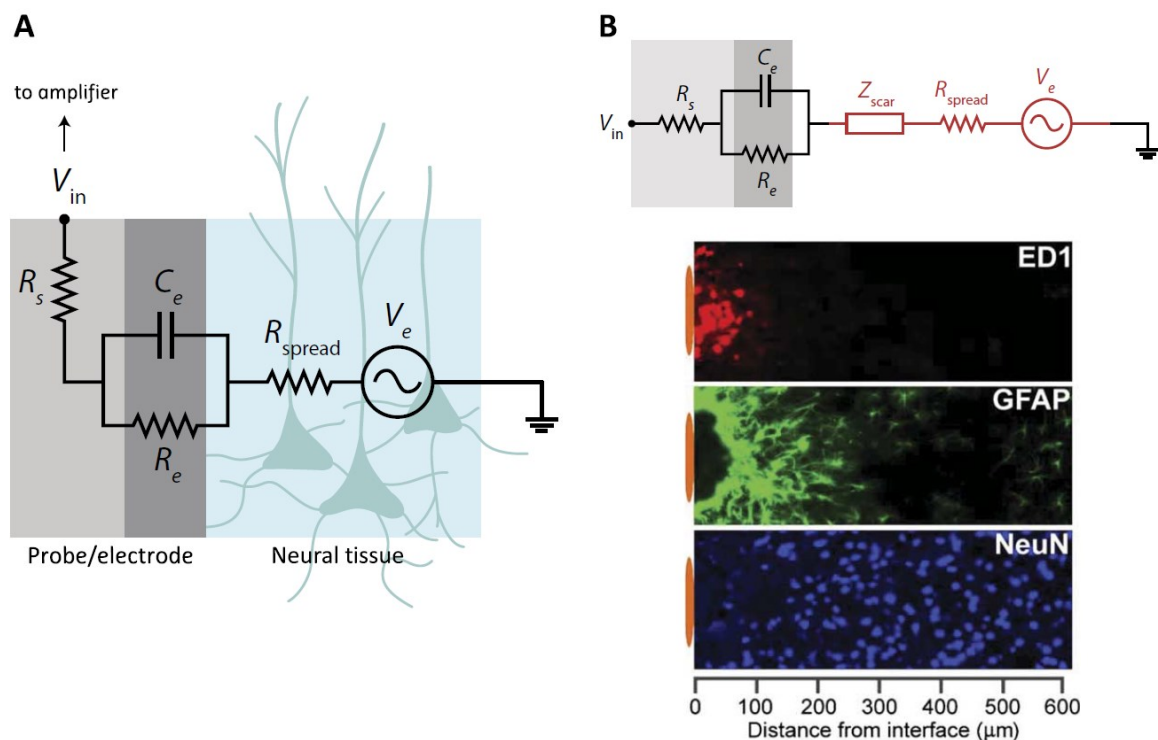 A
to amplifier
V_in
R_s
C_e
R_e
R_spread
V_e
Probe/electrode
Neural tissue
B
V_in
R_s
C_e
R_e
Z_scar
R_spread
V_e
ED1
GFAP
NeuN
0 100 200 300 400 500 600
Distance from interface (µm)